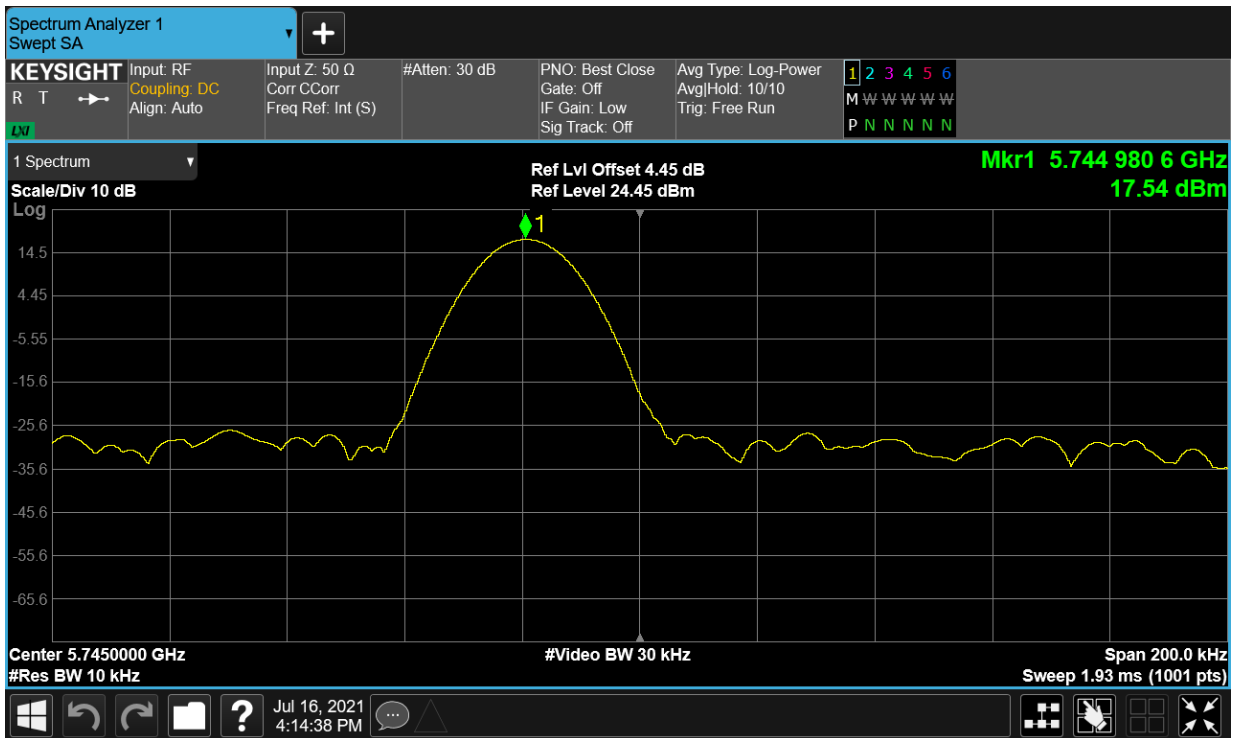 Spectrum Analyzer 1
Swept SA
KEYSIGHT
R T
LXI
Input: RF
Coupling: DC
Align: Auto
Input Z: 50 Ω
Corr CCorr
Freq Ref: Int (S)
#Atten: 30 dB
PNO: Best Close
Gate: Off
IF Gain: Low
Sig Track: Off
Avg Type: Log-Power
Avg|Hold: 10/10
Trig: Free Run
1 2 3 4 5 6
M W W W W W
P N N N N N
1 Spectrum
Scale/Div 10 dB
Log
Ref Lvl Offset 4.45 dB
Ref Level 24.45 dBm
Mkr1 5.744 980 6 GHz
17.54 dBm
1
14.5
4.45
-5.55
-15.6
-25.6
-35.6
-45.6
-55.6
-65.6
Center 5.7450000 GHz
#Res BW 10 kHz
#Video BW 30 kHz
Span 200.0 kHz
Sweep 1.93 ms (1001 pts)
?
Jul 16, 2021
4:14:38 PM